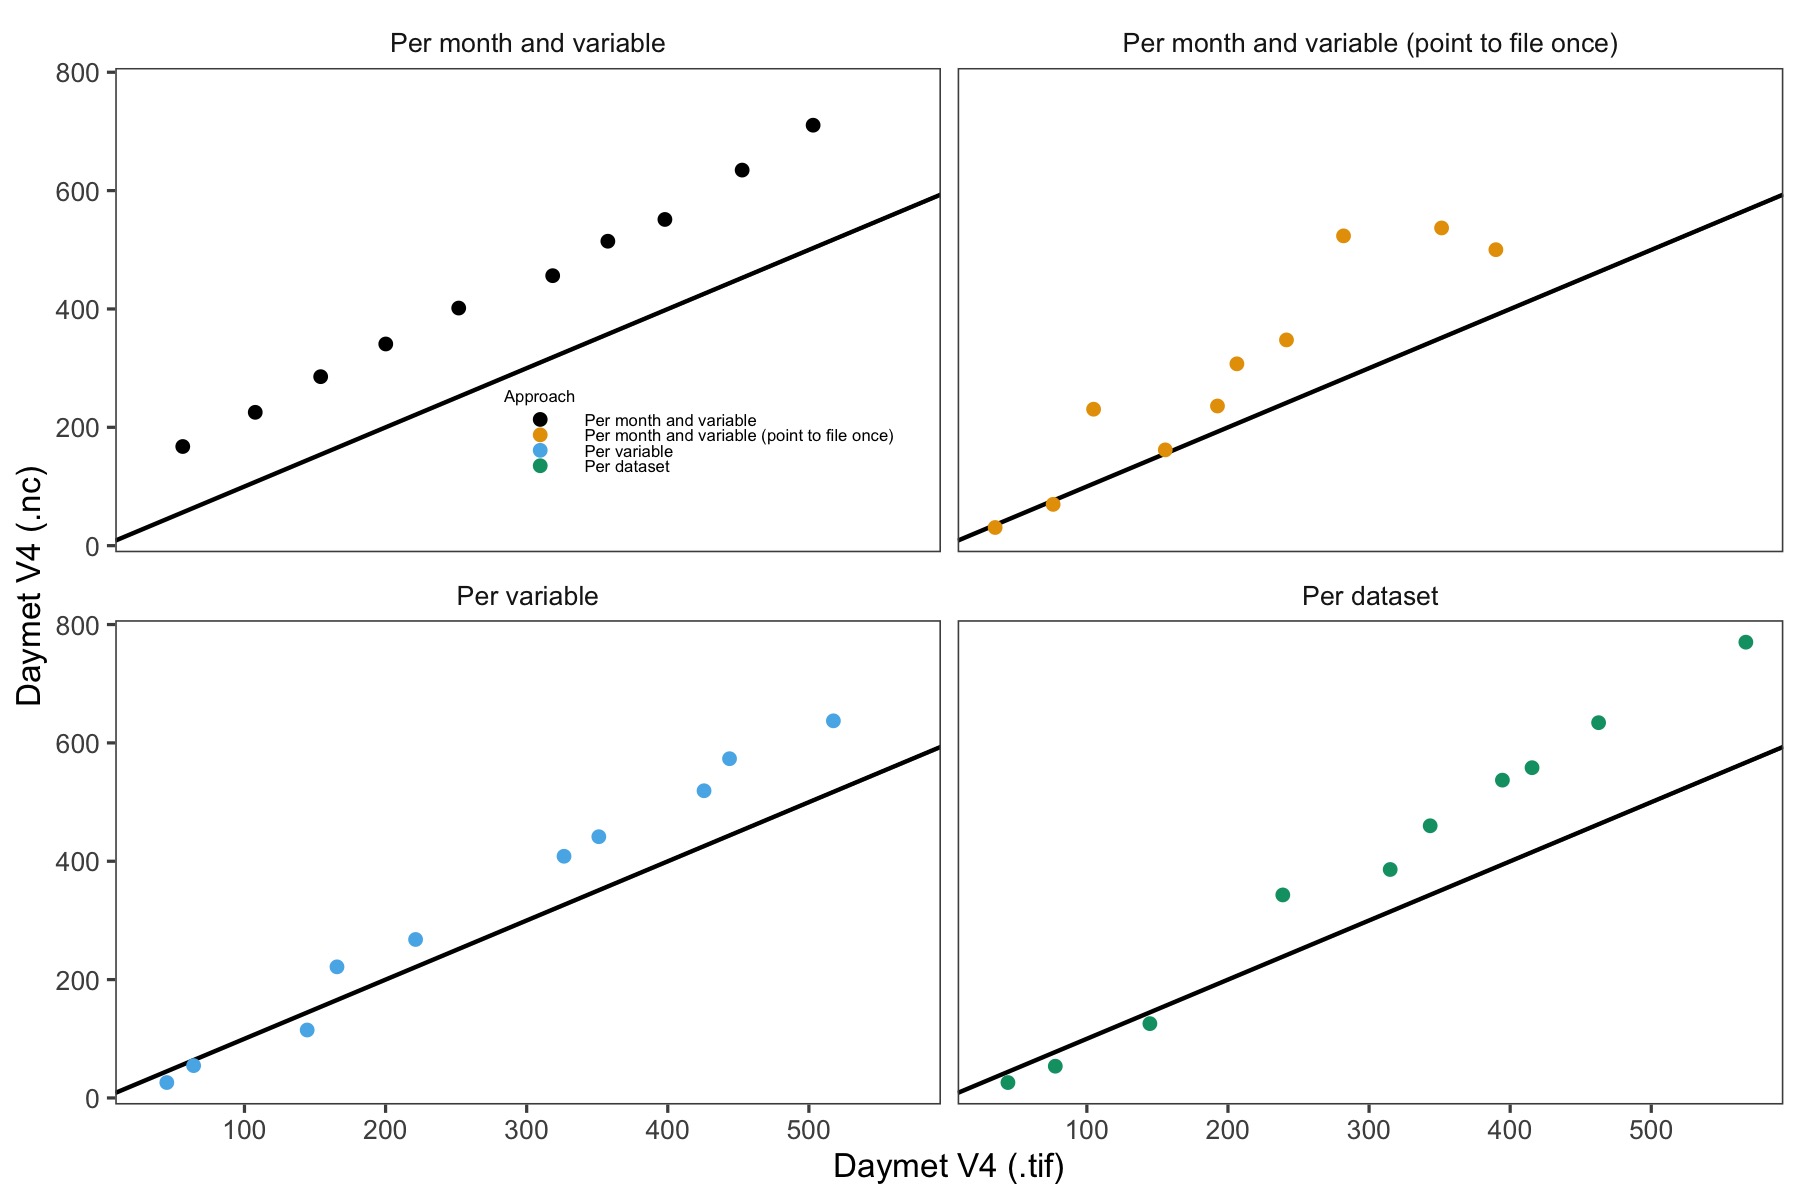 Per month and variable
Per month and variable (point to file once)
800
600
400
200
0
Approach
Per month and variable
Per month and variable (point to file once)
Per variable
Per dataset
Daymet V4 (.nc)
Per variable
Per dataset
800
600
400
200
0
100 200 300 400 500
100 200 300 400 500
Daymet V4 (.tif)